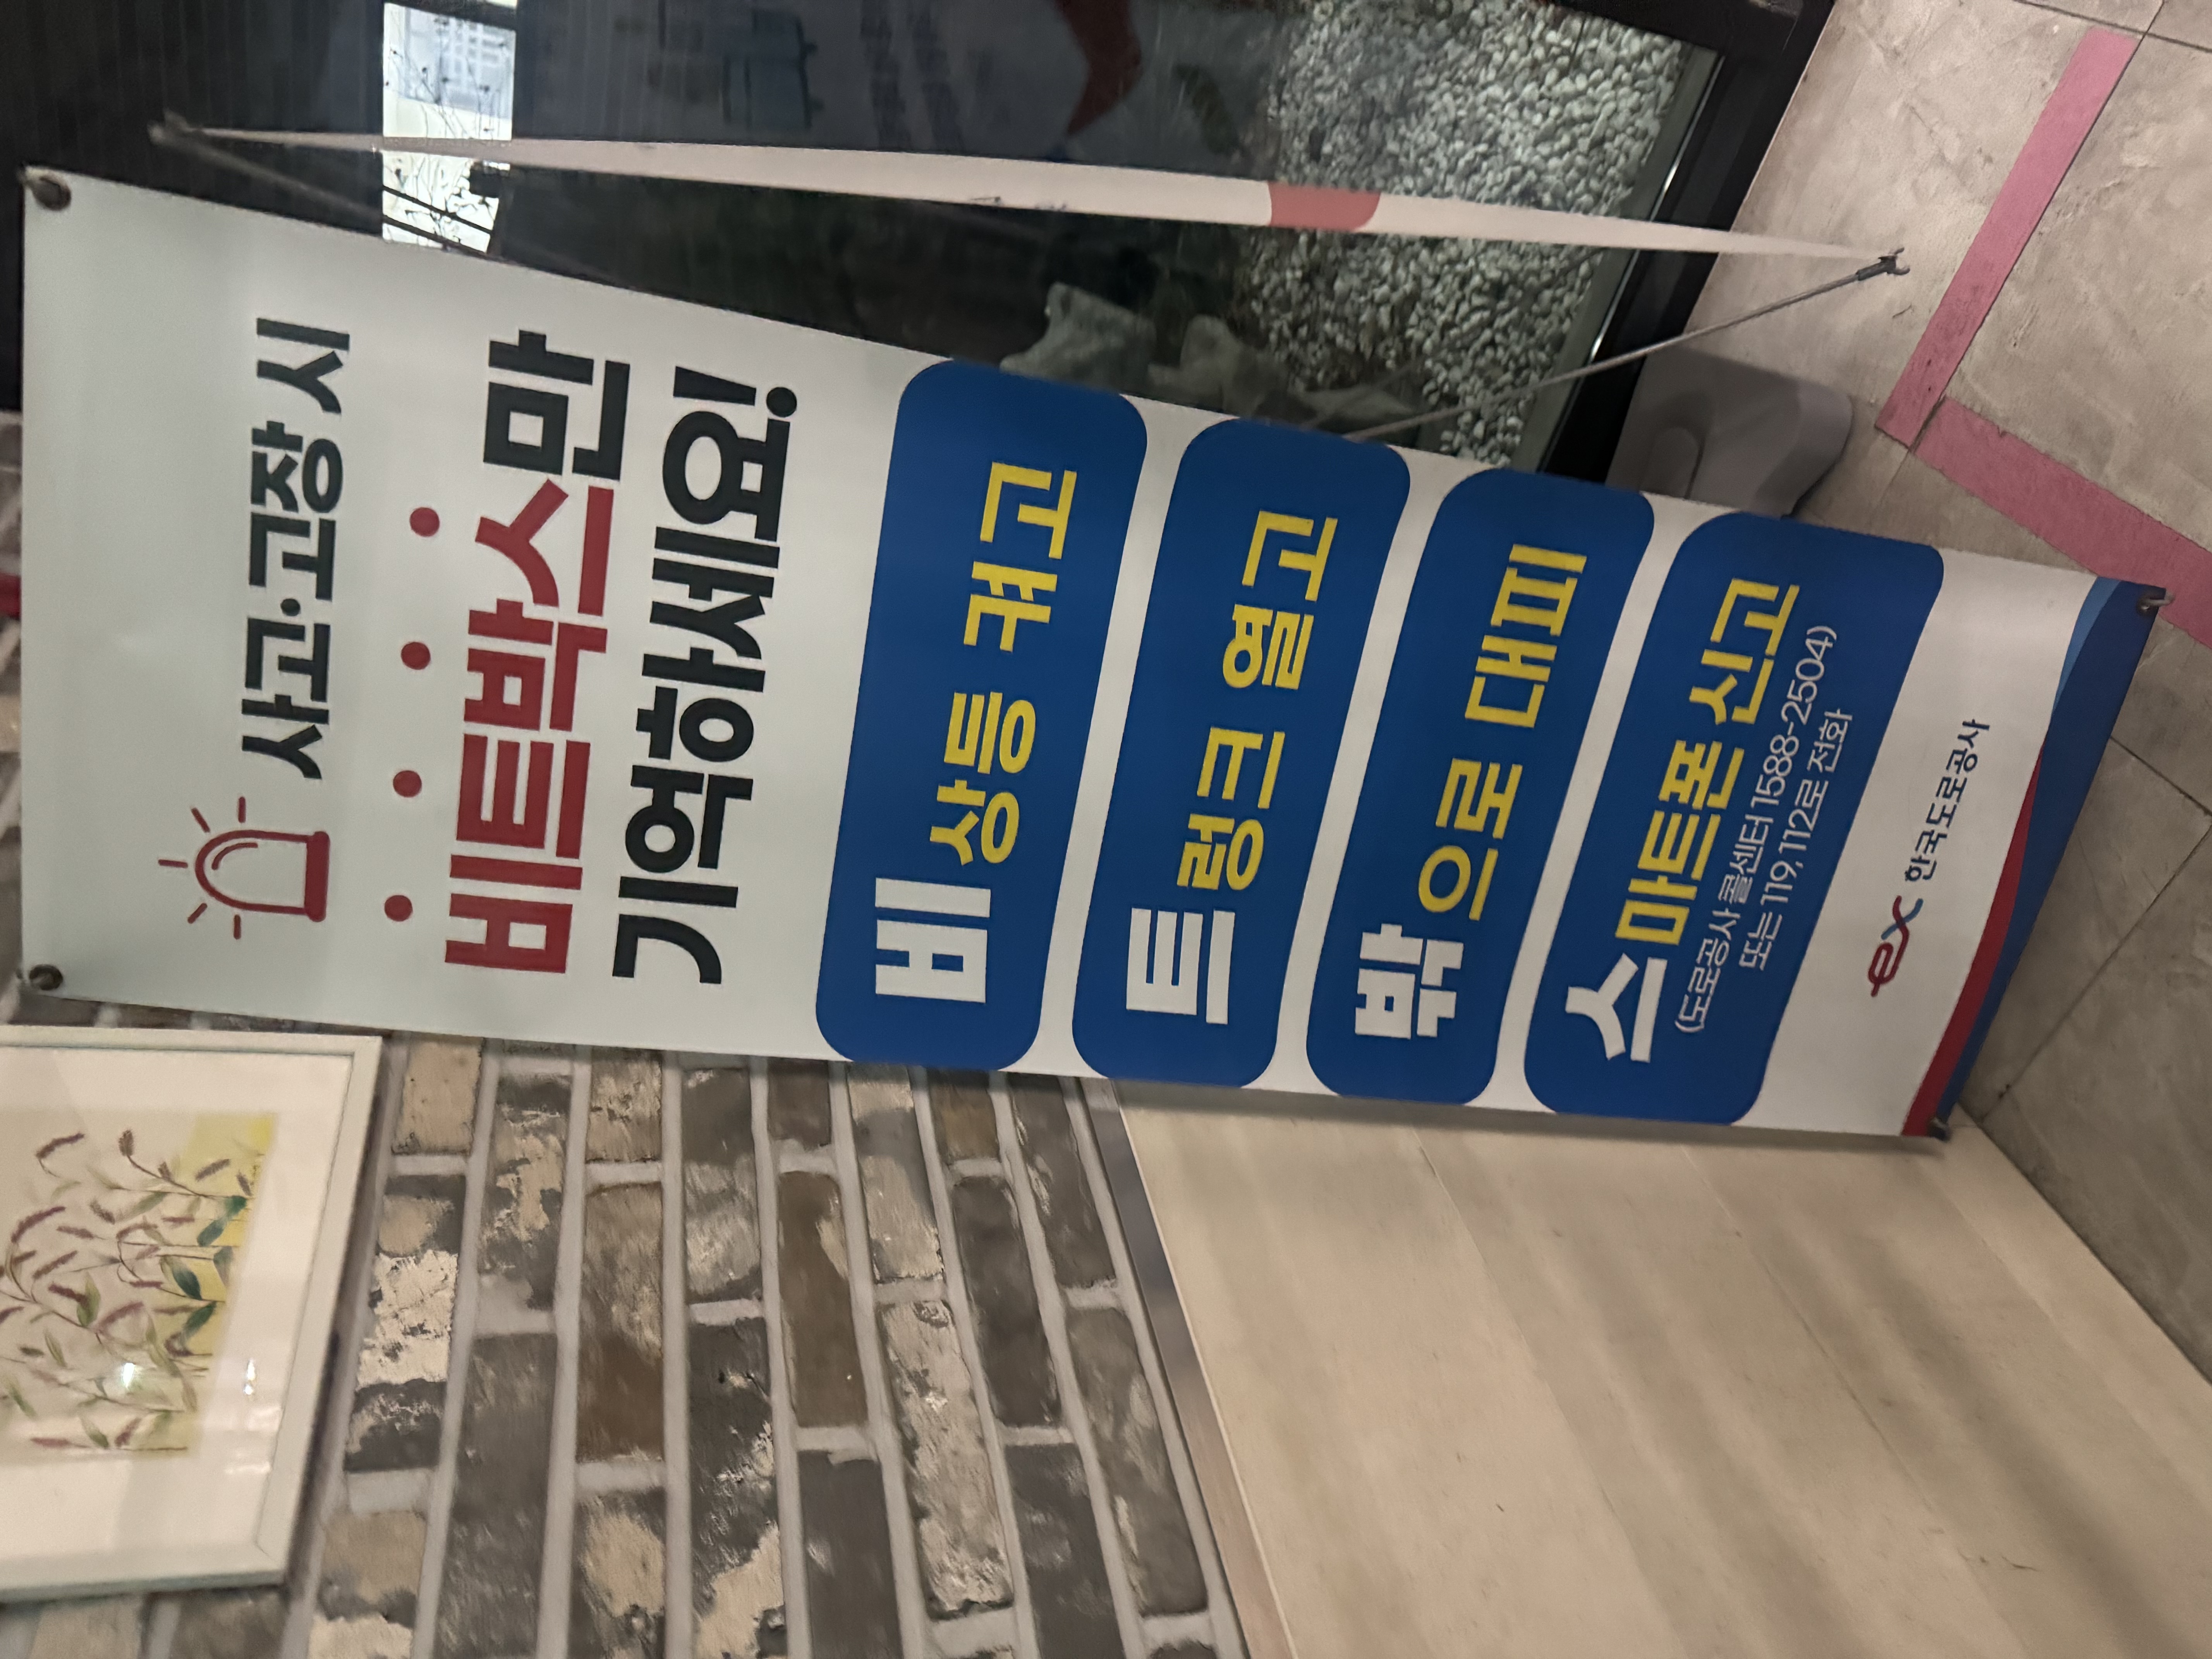 사고·고장 시
비트박스만
기억하세요!
비상등 켜고
트렁크 열고
밖으로 대피
스마트폰 신고
(도로공사 콜센터 1588-2504)
또는 119, 112로 전화
ex 한국도로공사